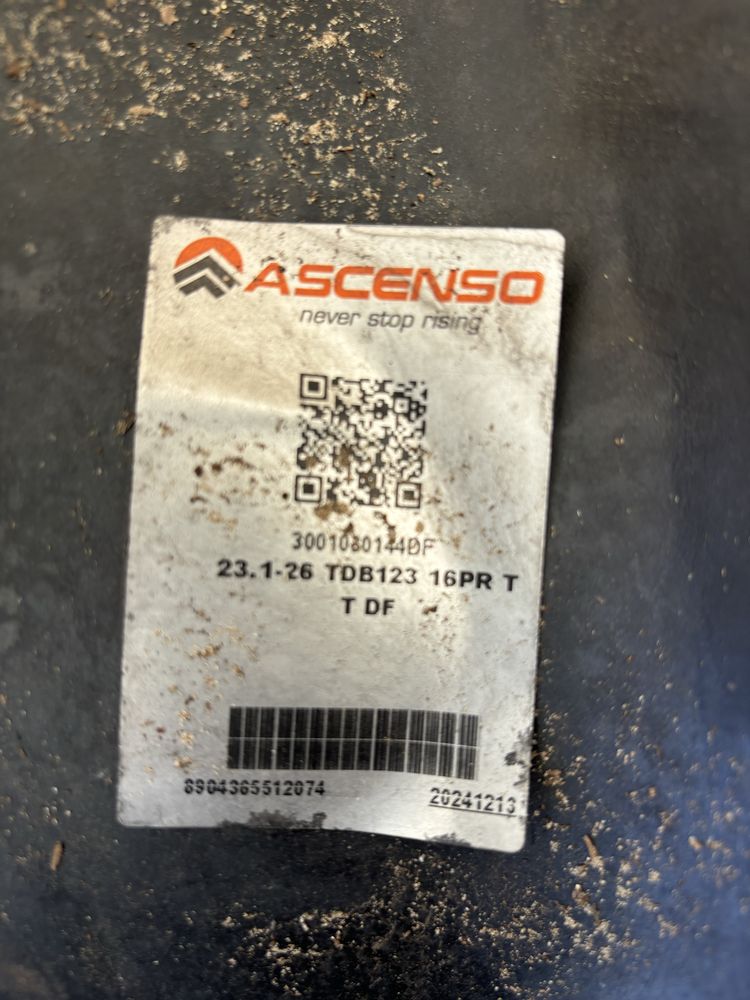 ASCENSO
never stop rising
3001080144DF
23.1-26 TDB123 16PR T
T DF
8904365512074
20241213